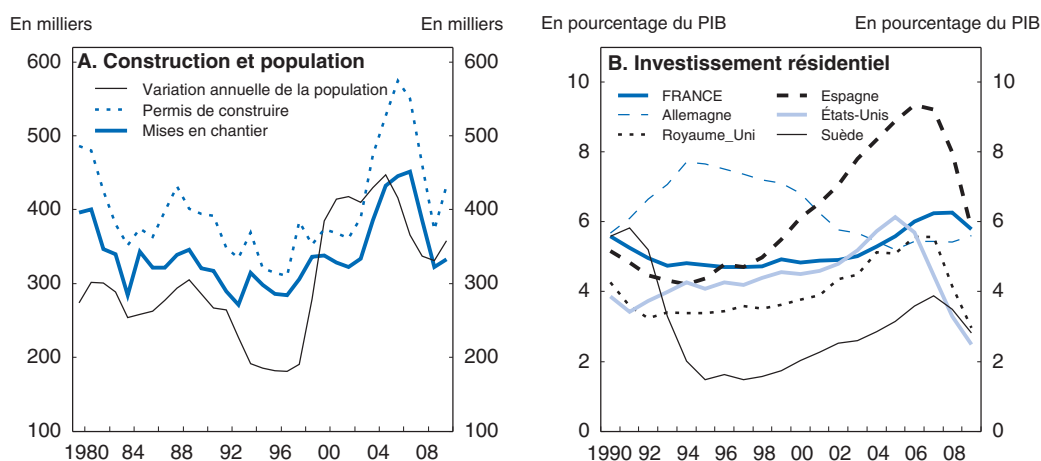 En milliers
En milliers
A. Construction et population
Variation annuelle de la population
Permis de construire
Mises en chantier
600
500
400
300
200
100
600
500
400
300
200
100
1980 84 88 92 96 00 04 08
En pourcentage du PIB
En pourcentage du PIB
B. Investissement résidentiel
FRANCE
Allemagne
Royaume_Uni
Espagne
États-Unis
Suède
10
8
6
4
2
0
10
8
6
4
2
0
1990 92 94 96 98 00 02 04 06 08